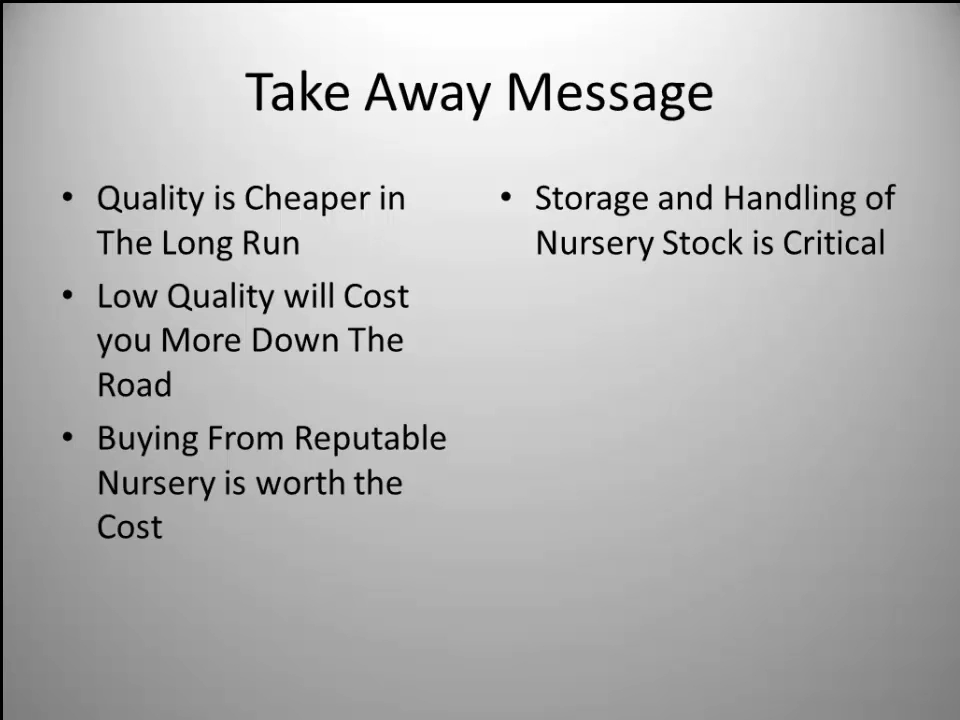 Take Away Message
• Quality is Cheaper in
The Long Run
• Low Quality will Cost
you More Down The
Road
• Buying From Reputable
Nursery is worth the
Cost
• Storage and Handling of
Nursery Stock is Critical